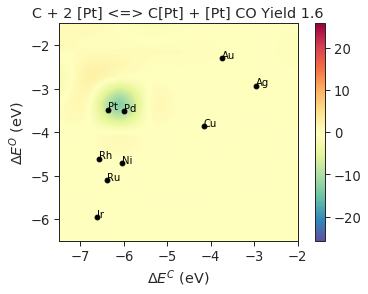 C + 2 [Pt] <=> C[Pt] + [Pt] CO Yield 1.6
−2
−3
−4
−5
−6
ΔE^O (eV)
Au
Ag
Pt
Pd
Cu
Rh
Ni
Ru
Ir
−7
−6
−5
−4
−3
−2
ΔE^C (eV)
20
10
0
−10
−20